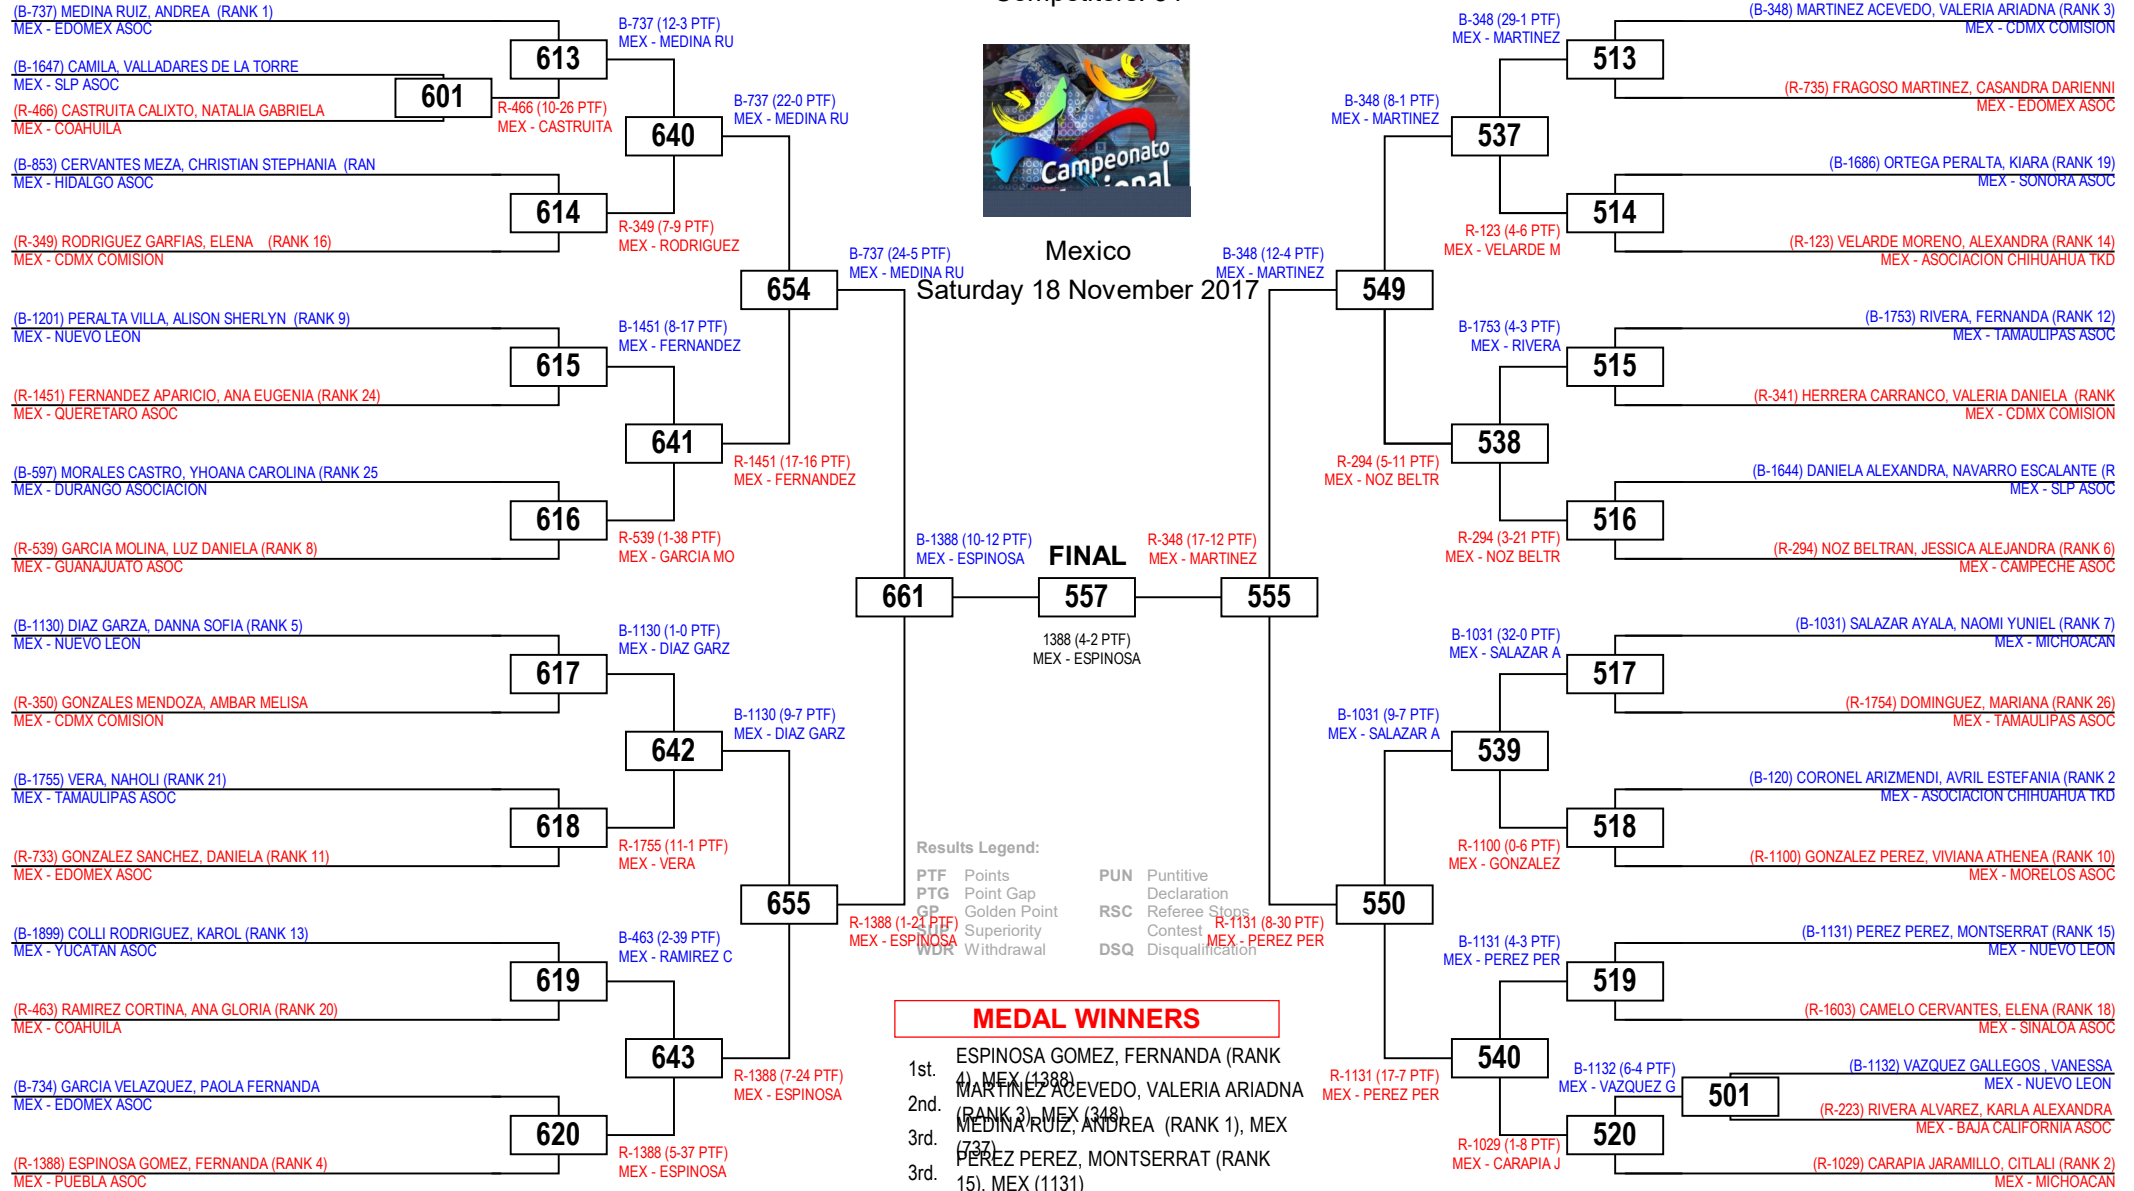 (B-737) MEDINA RUIZ, ANDREA (RANK 1)
MEX - EDOMEX ASOC
(B-1647) CAMILA, VALLADARES DE LA TORRE
MEX - SLP ASOC
(R-466) CASTRUITA CALIXTO, NATALIA GABRIELA
MEX - COAHUILA
(B-853) CERVANTES MEZA, CHRISTIAN STEPHANIA (RAN
MEX - HIDALGO ASOC
(R-349) RODRIGUEZ GARFIAS, ELENA (RANK 16)
MEX - CDMX COMISION
(B-1201) PERALTA VILLA, ALISON SHERLYN (RANK 9)
MEX - NUEVO LEON
(R-1451) FERNANDEZ APARICIO, ANA EUGENIA (RANK 24)
MEX - QUERETARO ASOC
(B-597) MORALES CASTRO, YHOANA CAROLINA (RANK 25
MEX - DURANGO ASOCIACION
(R-539) GARCIA MOLINA, LUZ DANIELA (RANK 8)
MEX - GUANAJUATO ASOC
(B-1130) DIAZ GARZA, DANNA SOFIA (RANK 5)
MEX - NUEVO LEON
(R-350) GONZALES MENDOZA, AMBAR MELISA
MEX - CDMX COMISION
(B-1755) VERA, NAHOLI (RANK 21)
MEX - TAMAULIPAS ASOC
(R-733) GONZALEZ SANCHEZ, DANIELA (RANK 11)
MEX - EDOMEX ASOC
(B-1899) COLLI RODRIGUEZ, KAROL (RANK 13)
MEX - YUCATAN ASOC
(R-463) RAMIREZ CORTINA, ANA GLORIA (RANK 20)
MEX - COAHUILA
(B-734) GARCIA VELAZQUEZ, PAOLA FERNANDA
MEX - EDOMEX ASOC
(R-1388) ESPINOSA GOMEZ, FERNANDA (RANK 4)
MEX - PUEBLA ASOC
601
R-466 (10-26 PTF)
MEX - CASTRUITA
613
614
615
616
617
618
619
620
B-737 (12-3 PTF)
MEX - MEDINA RU
R-349 (7-9 PTF)
MEX - RODRIGUEZ
B-1451 (8-17 PTF)
MEX - FERNANDEZ
R-539 (1-38 PTF)
MEX - GARCIA MO
B-1130 (1-0 PTF)
MEX - DIAZ GARZ
R-1755 (11-1 PTF)
MEX - VERA
B-463 (2-39 PTF)
MEX - RAMIREZ C
R-1388 (5-37 PTF)
MEX - ESPINOSA
640
641
642
643
B-737 (22-0 PTF)
MEX - MEDINA RU
R-1451 (17-16 PTF)
MEX - FERNANDEZ
B-1130 (9-7 PTF)
MEX - DIAZ GARZ
R-1388 (7-24 PTF)
MEX - ESPINOSA
654
655
B-737 (24-5 PTF)
MEX - MEDINA RU
R-1388 (1-21 PTF)
MEX - ESPINOSA
661
B-1388 (10-12 PTF)
MEX - ESPINOSA
Campeonato
Mexico
Saturday 18 November 2017
FINAL
557
1388 (4-2 PTF)
MEX - ESPINOSA
R-348 (17-12 PTF)
MEX - MARTINEZ
555
B-348 (12-4 PTF)
MEX - MARTINEZ
R-1131 (8-30 PTF)
MEX - PEREZ PER
549
550
B-348 (8-1 PTF)
MEX - MARTINEZ
R-294 (5-11 PTF)
MEX - NOZ BELTR
B-1031 (9-7 PTF)
MEX - SALAZAR A
R-1131 (17-7 PTF)
MEX - PEREZ PER
537
538
539
540
B-348 (29-1 PTF)
MEX - MARTINEZ
R-123 (4-6 PTF)
MEX - VELARDE M
B-1753 (4-3 PTF)
MEX - RIVERA
R-294 (3-21 PTF)
MEX - NOZ BELTR
B-1031 (32-0 PTF)
MEX - SALAZAR A
R-1100 (0-6 PTF)
MEX - GONZALEZ
B-1131 (4-3 PTF)
MEX - PEREZ PER
R-1029 (1-8 PTF)
MEX - CARAPIA J
513
514
515
516
517
518
519
520
B-1132 (6-4 PTF)
MEX - VAZQUEZ G
501
(B-348) MARTINEZ ACEVEDO, VALERIA ARIADNA (RANK 3)
MEX - CDMX COMISION
(R-735) FRAGOSO MARTINEZ, CASANDRA DARIENNI
MEX - EDOMEX ASOC
(B-1686) ORTEGA PERALTA, KIARA (RANK 19)
MEX - SONORA ASOC
(R-123) VELARDE MORENO, ALEXANDRA (RANK 14)
MEX - ASOCIACION CHIHUAHUA TKD
(B-1753) RIVERA, FERNANDA (RANK 12)
MEX - TAMAULIPAS ASOC
(R-341) HERRERA CARRANCO, VALERIA DANIELA (RANK
MEX - CDMX COMISION
(B-1644) DANIELA ALEXANDRA, NAVARRO ESCALANTE (R
MEX - SLP ASOC
(R-294) NOZ BELTRAN, JESSICA ALEJANDRA (RANK 6)
MEX - CAMPECHE ASOC
(B-1031) SALAZAR AYALA, NAOMI YUNIEL (RANK 7)
MEX - MICHOACAN
(R-1754) DOMINGUEZ, MARIANA (RANK 26)
MEX - TAMAULIPAS ASOC
(B-120) CORONEL ARIZMENDI, AVRIL ESTEFANIA (RANK 2
MEX - ASOCIACION CHIHUAHUA TKD
(R-1100) GONZALEZ PEREZ, VIVIANA ATHENEA (RANK 10)
MEX - MORELOS ASOC
(B-1131) PEREZ PEREZ, MONTSERRAT (RANK 15)
MEX - NUEVO LEON
(R-1603) CAMELO CERVANTES, ELENA (RANK 18)
MEX - SINALOA ASOC
(B-1132) VAZQUEZ GALLEGOS , VANESSA
MEX - NUEVO LEON
(R-223) RIVERA ALVAREZ, KARLA ALEXANDRA
MEX - BAJA CALIFORNIA ASOC
(R-1029) CARAPIA JARAMILLO, CITLALI (RANK 2)
MEX - MICHOACAN
Results Legend:
PTF Points
PTG Point Gap
GP Golden Point
SUP Superiority
WDR Withdrawal
PUN Puntitive
Declaration
RSC Referee Stops
Contest
DSQ Disqualification
MEDAL WINNERS
1st. ESPINOSA GOMEZ, FERNANDA (RANK
4), MEX (1388)
2nd. MARTINEZ ACEVEDO, VALERIA ARIADNA
(RANK 3), MEX (348)
3rd. MEDINA RUIZ, ANDREA (RANK 1), MEX
(737)
3rd. PEREZ PEREZ, MONTSERRAT (RANK
15), MEX (1131)